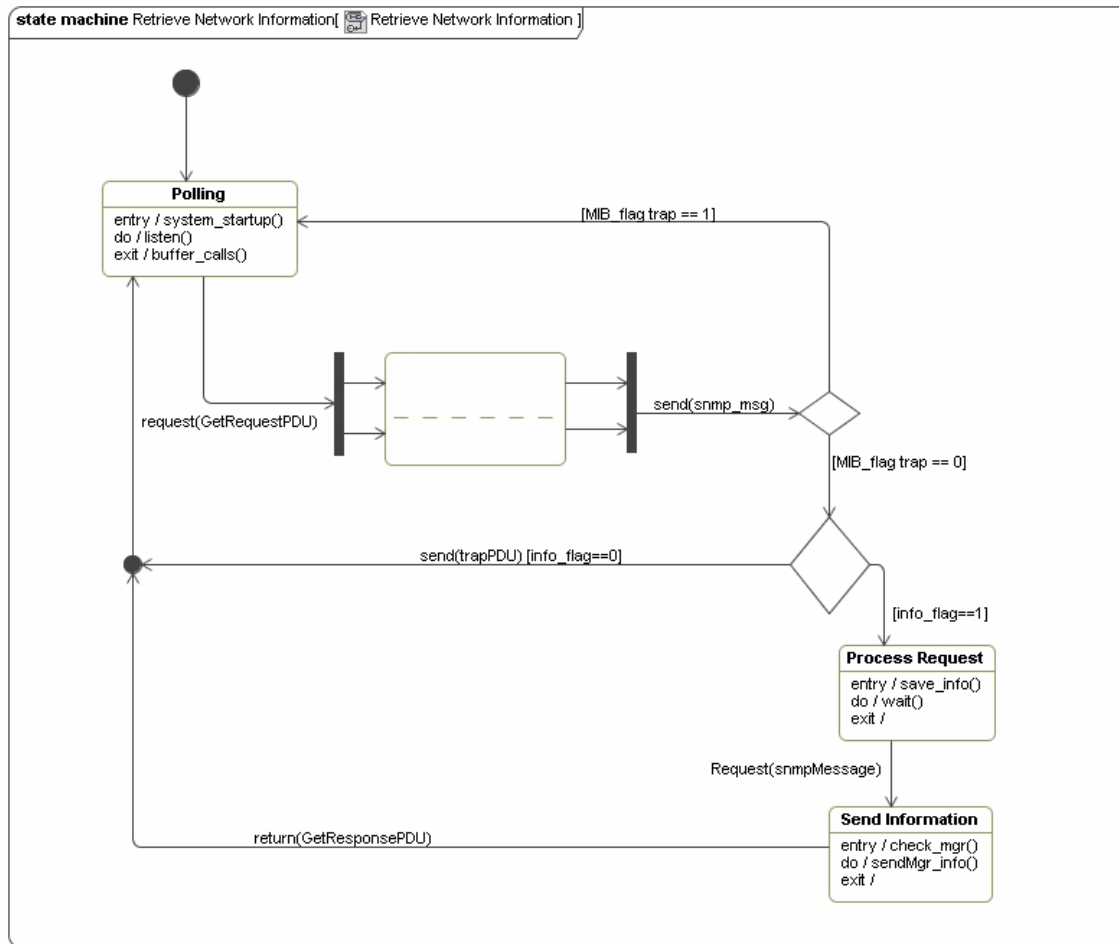 state machine Retrieve Network Information[ Retrieve Network Information ]
Polling
entry / system_startup()
do / listen()
exit / buffer_calls()
[MIB_flag trap == 1]
request(GetRequestPDU)
send(snmp_msg)
[MIB_flag trap == 0]
send(trapPDU) [info_flag==0]
[info_flag==1]
Process Request
entry / save_info()
do / wait()
exit /
Request(snmpMessage)
Send Information
entry / check_mgr()
do / sendMgr_info()
exit /
return(GetResponsePDU)